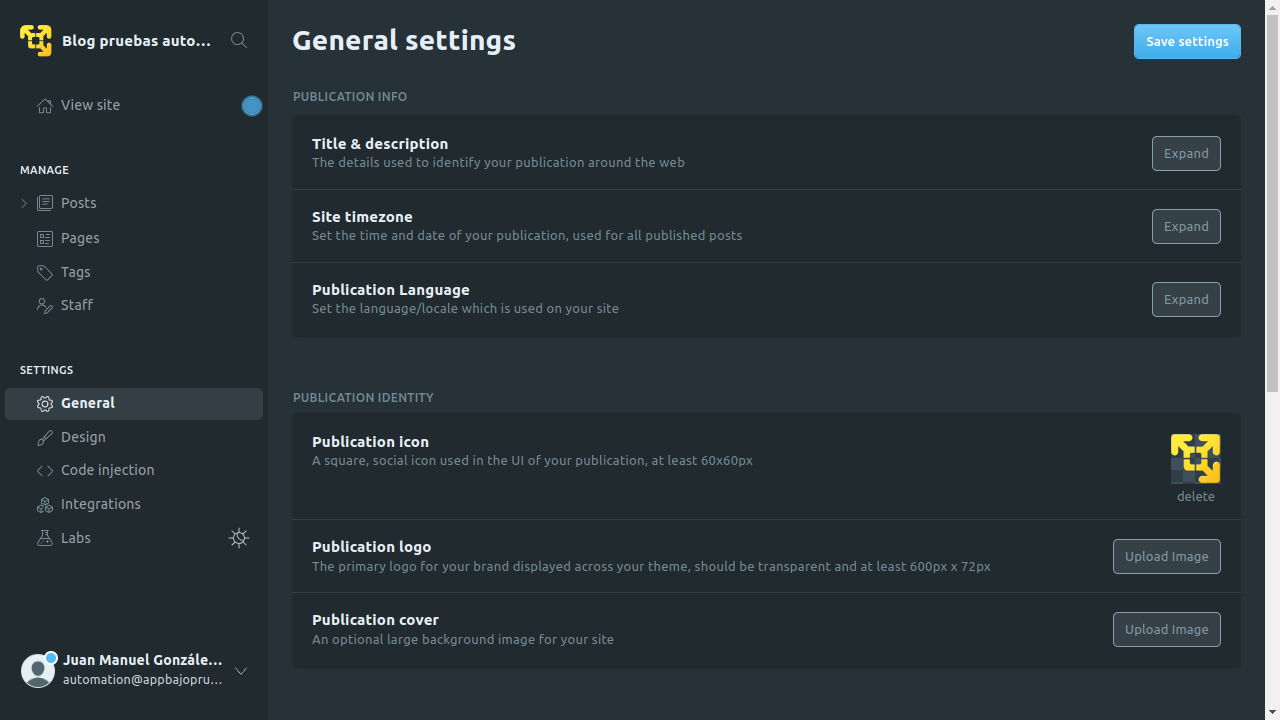 Blog pruebas auto...
View site
MANAGE
Posts
Pages
Tags
Staff
SETTINGS
General
Design
Code injection
Integrations
Labs
Juan Manuel Gonzále...
automation@appbajopru...
General settings
Save settings
PUBLICATION INFO
Title & description
The details used to identify your publication around the web
Expand
Site timezone
Set the time and date of your publication, used for all published posts
Expand
Publication Language
Set the language/locale which is used on your site
Expand
PUBLICATION IDENTITY
Publication icon
A square, social icon used in the UI of your publication, at least 60x60px
delete
Publication logo
The primary logo for your brand displayed across your theme, should be transparent and at least 600px x 72px
Upload Image
Publication cover
An optional large background image for your site
Upload Image